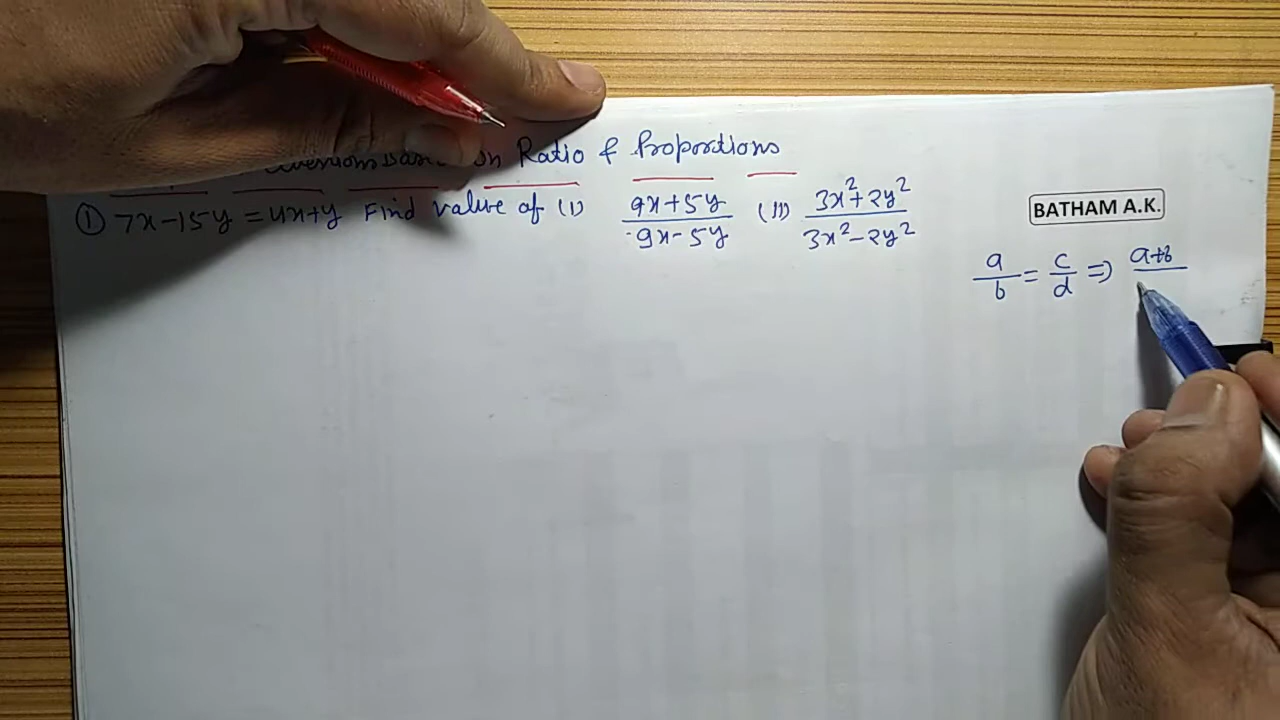 on Ratio & Proportions
① 7x-15y=4x+y Find value of (I) 9x+5y/9x-5y (II) 3x²+2y²/3x²-2y²
BATHAM A.K.
a/b = c/d ⇒ a+b